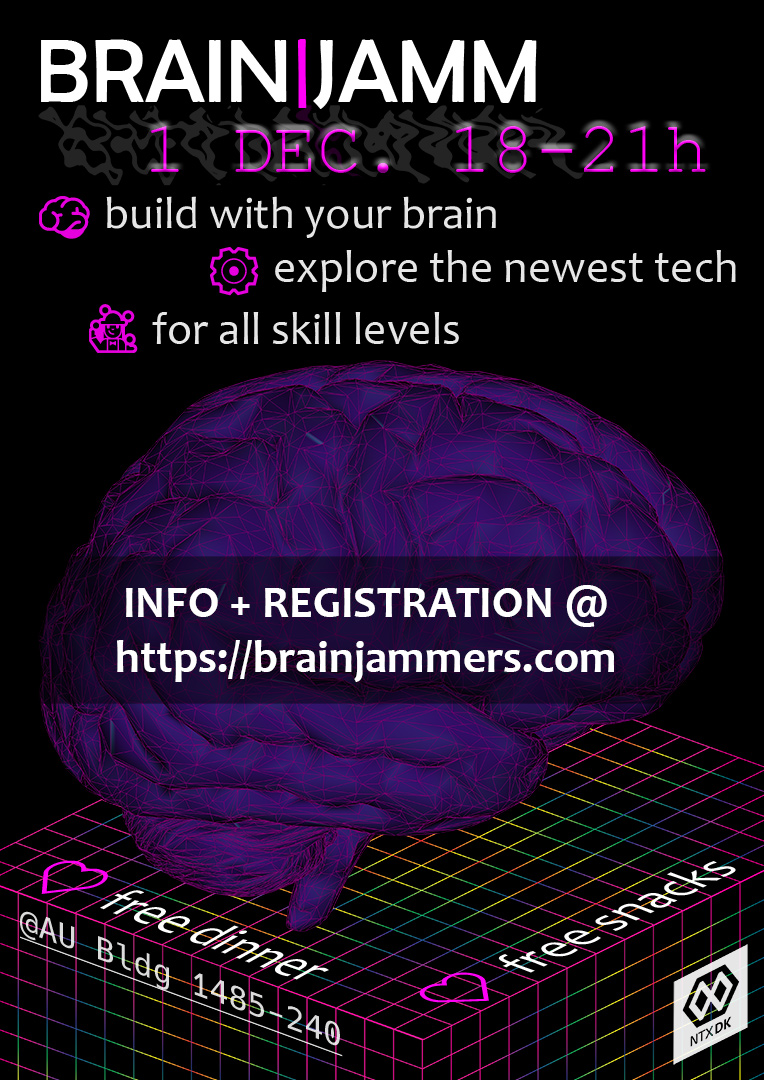 BRAIN|JAMM
1 DEC. 18-21h
build with your brain
explore the newest tech
for all skill levels
INFO + REGISTRATION @
https://brainjammers.com
free dinner
free snacks
@AU Bldg 1485-240
NTX DK